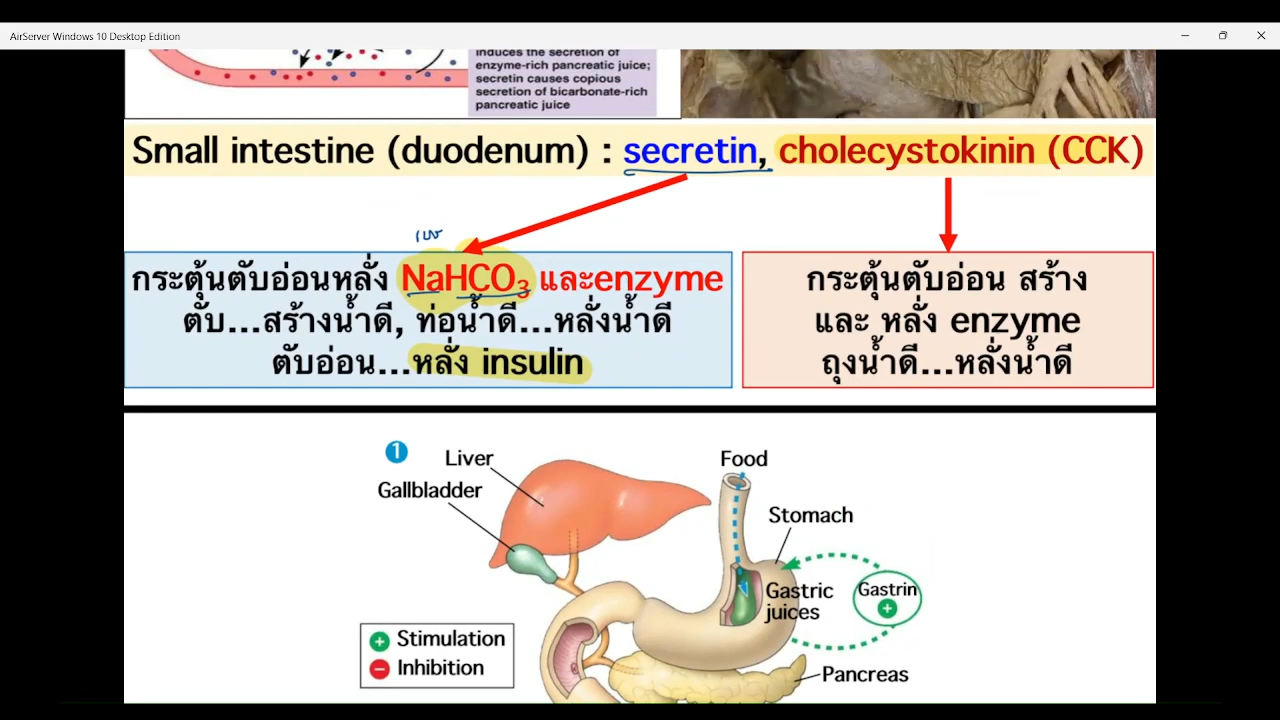 AirServer Windows 10 Desktop Edition
induces the secretion of
enzyme-rich pancreatic juice;
secretin causes copious
secretion of bicarbonate-rich
pancreatic juice
Small intestine (duodenum) : secretin, cholecystokinin (CCK)
เบส
กระตุ้นตับอ่อนหลั่ง NaHCO₃ และenzyme
ตับ...สร้างน้ำดี, ท่อน้ำดี...หลั่งน้ำดี
ตับอ่อน...หลั่ง insulin
กระตุ้นตับอ่อน สร้าง
และ หลั่ง enzyme
ถุงน้ำดี...หลั่งน้ำดี
1
Liver
Gallbladder
Food
Stomach
Gastric
juices
Gastrin
+
+ Stimulation
− Inhibition
Pancreas